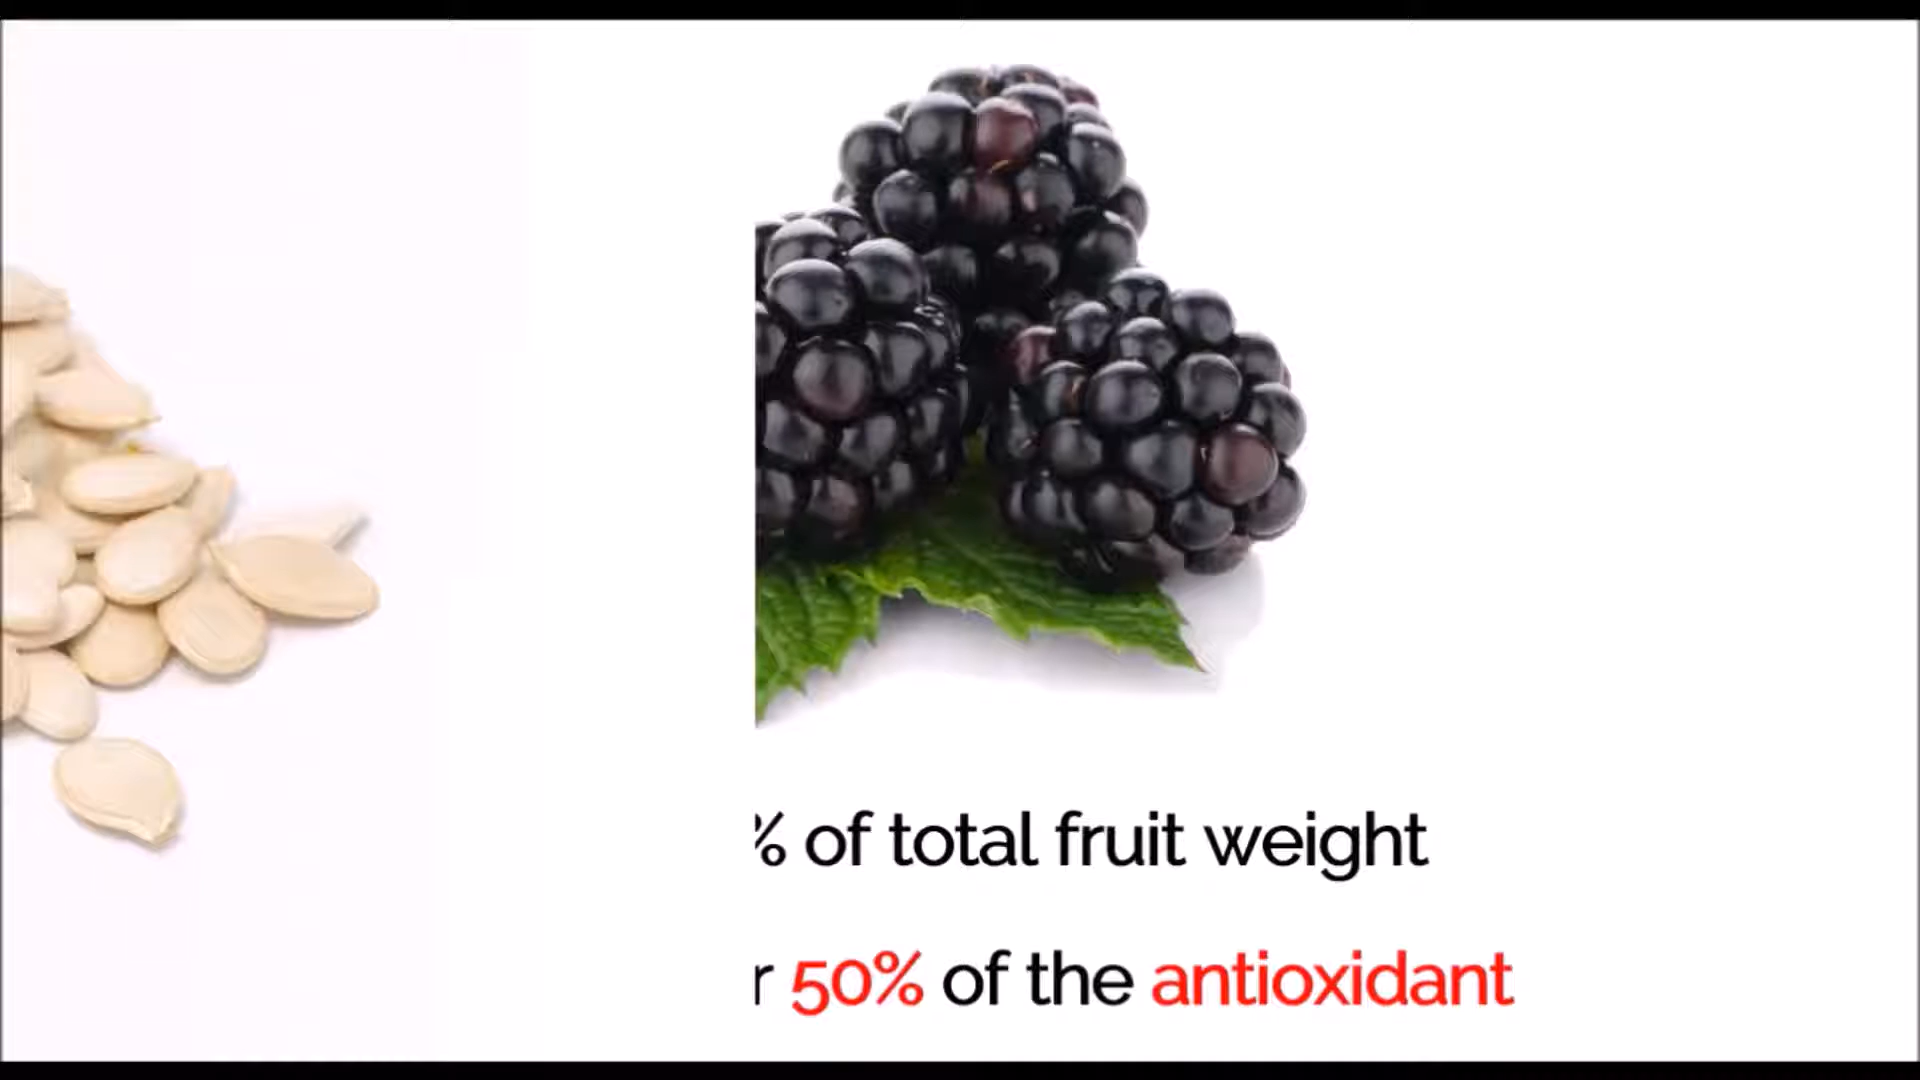 % of total fruit weight
r 50% of the antioxidant